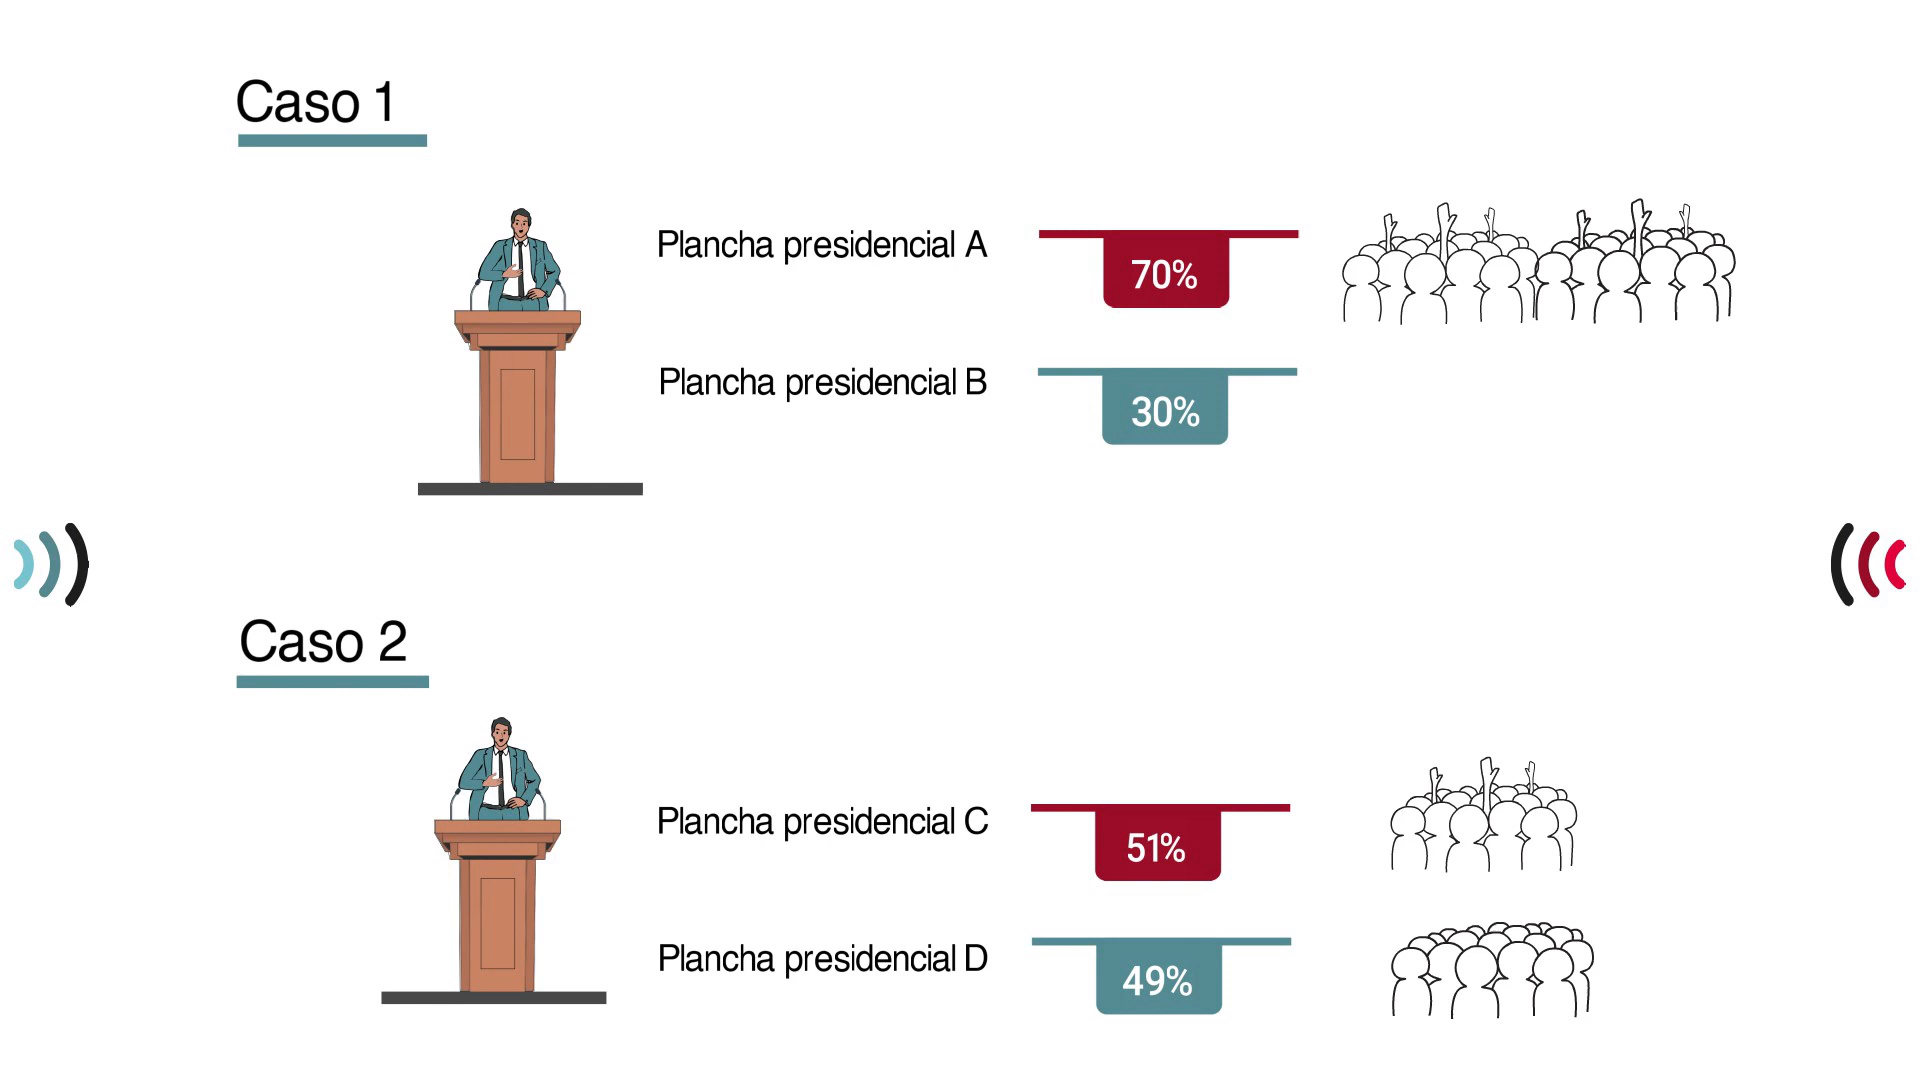 Caso 1
Plancha presidencial A
70%
Plancha presidencial B
30%
Caso 2
Plancha presidencial C
51%
Plancha presidencial D
49%